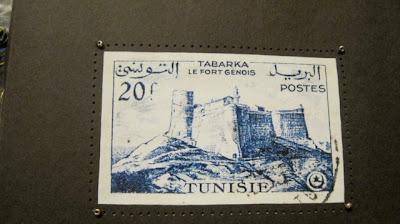 التونسي TABARKA البريد
LE FORT GENOIS
20f POSTES
TUNISIE